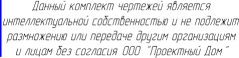 Данный комплект чертежей является
интеллектуальной собственностью и не подлежит
размножению или передаче другим организациям
и лицам без согласия ООО "Проектный Дом"